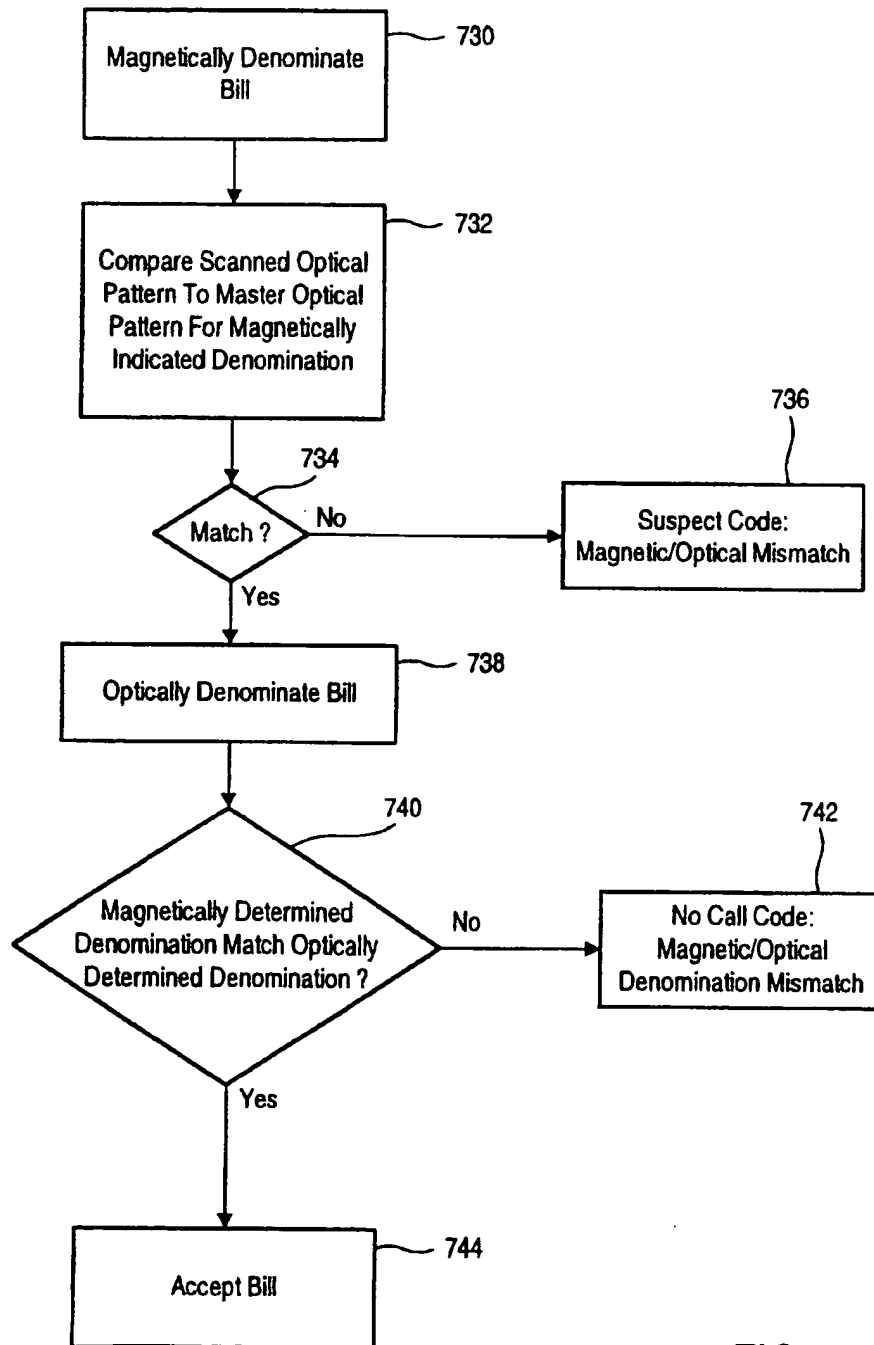 730
Magnetically Denominate
Bill
732
Compare Scanned Optical
Pattern To Master Optical
Pattern For Magnetically
Indicated Denomination
734
Match ?
No
736
Suspect Code:
Magnetic/Optical Mismatch
Yes
738
Optically Denominate Bill
740
Magnetically Determined
Denomination Match Optically
Determined Denomination ?
No
742
No Call Code:
Magnetic/Optical
Denomination Mismatch
Yes
744
Accept Bill